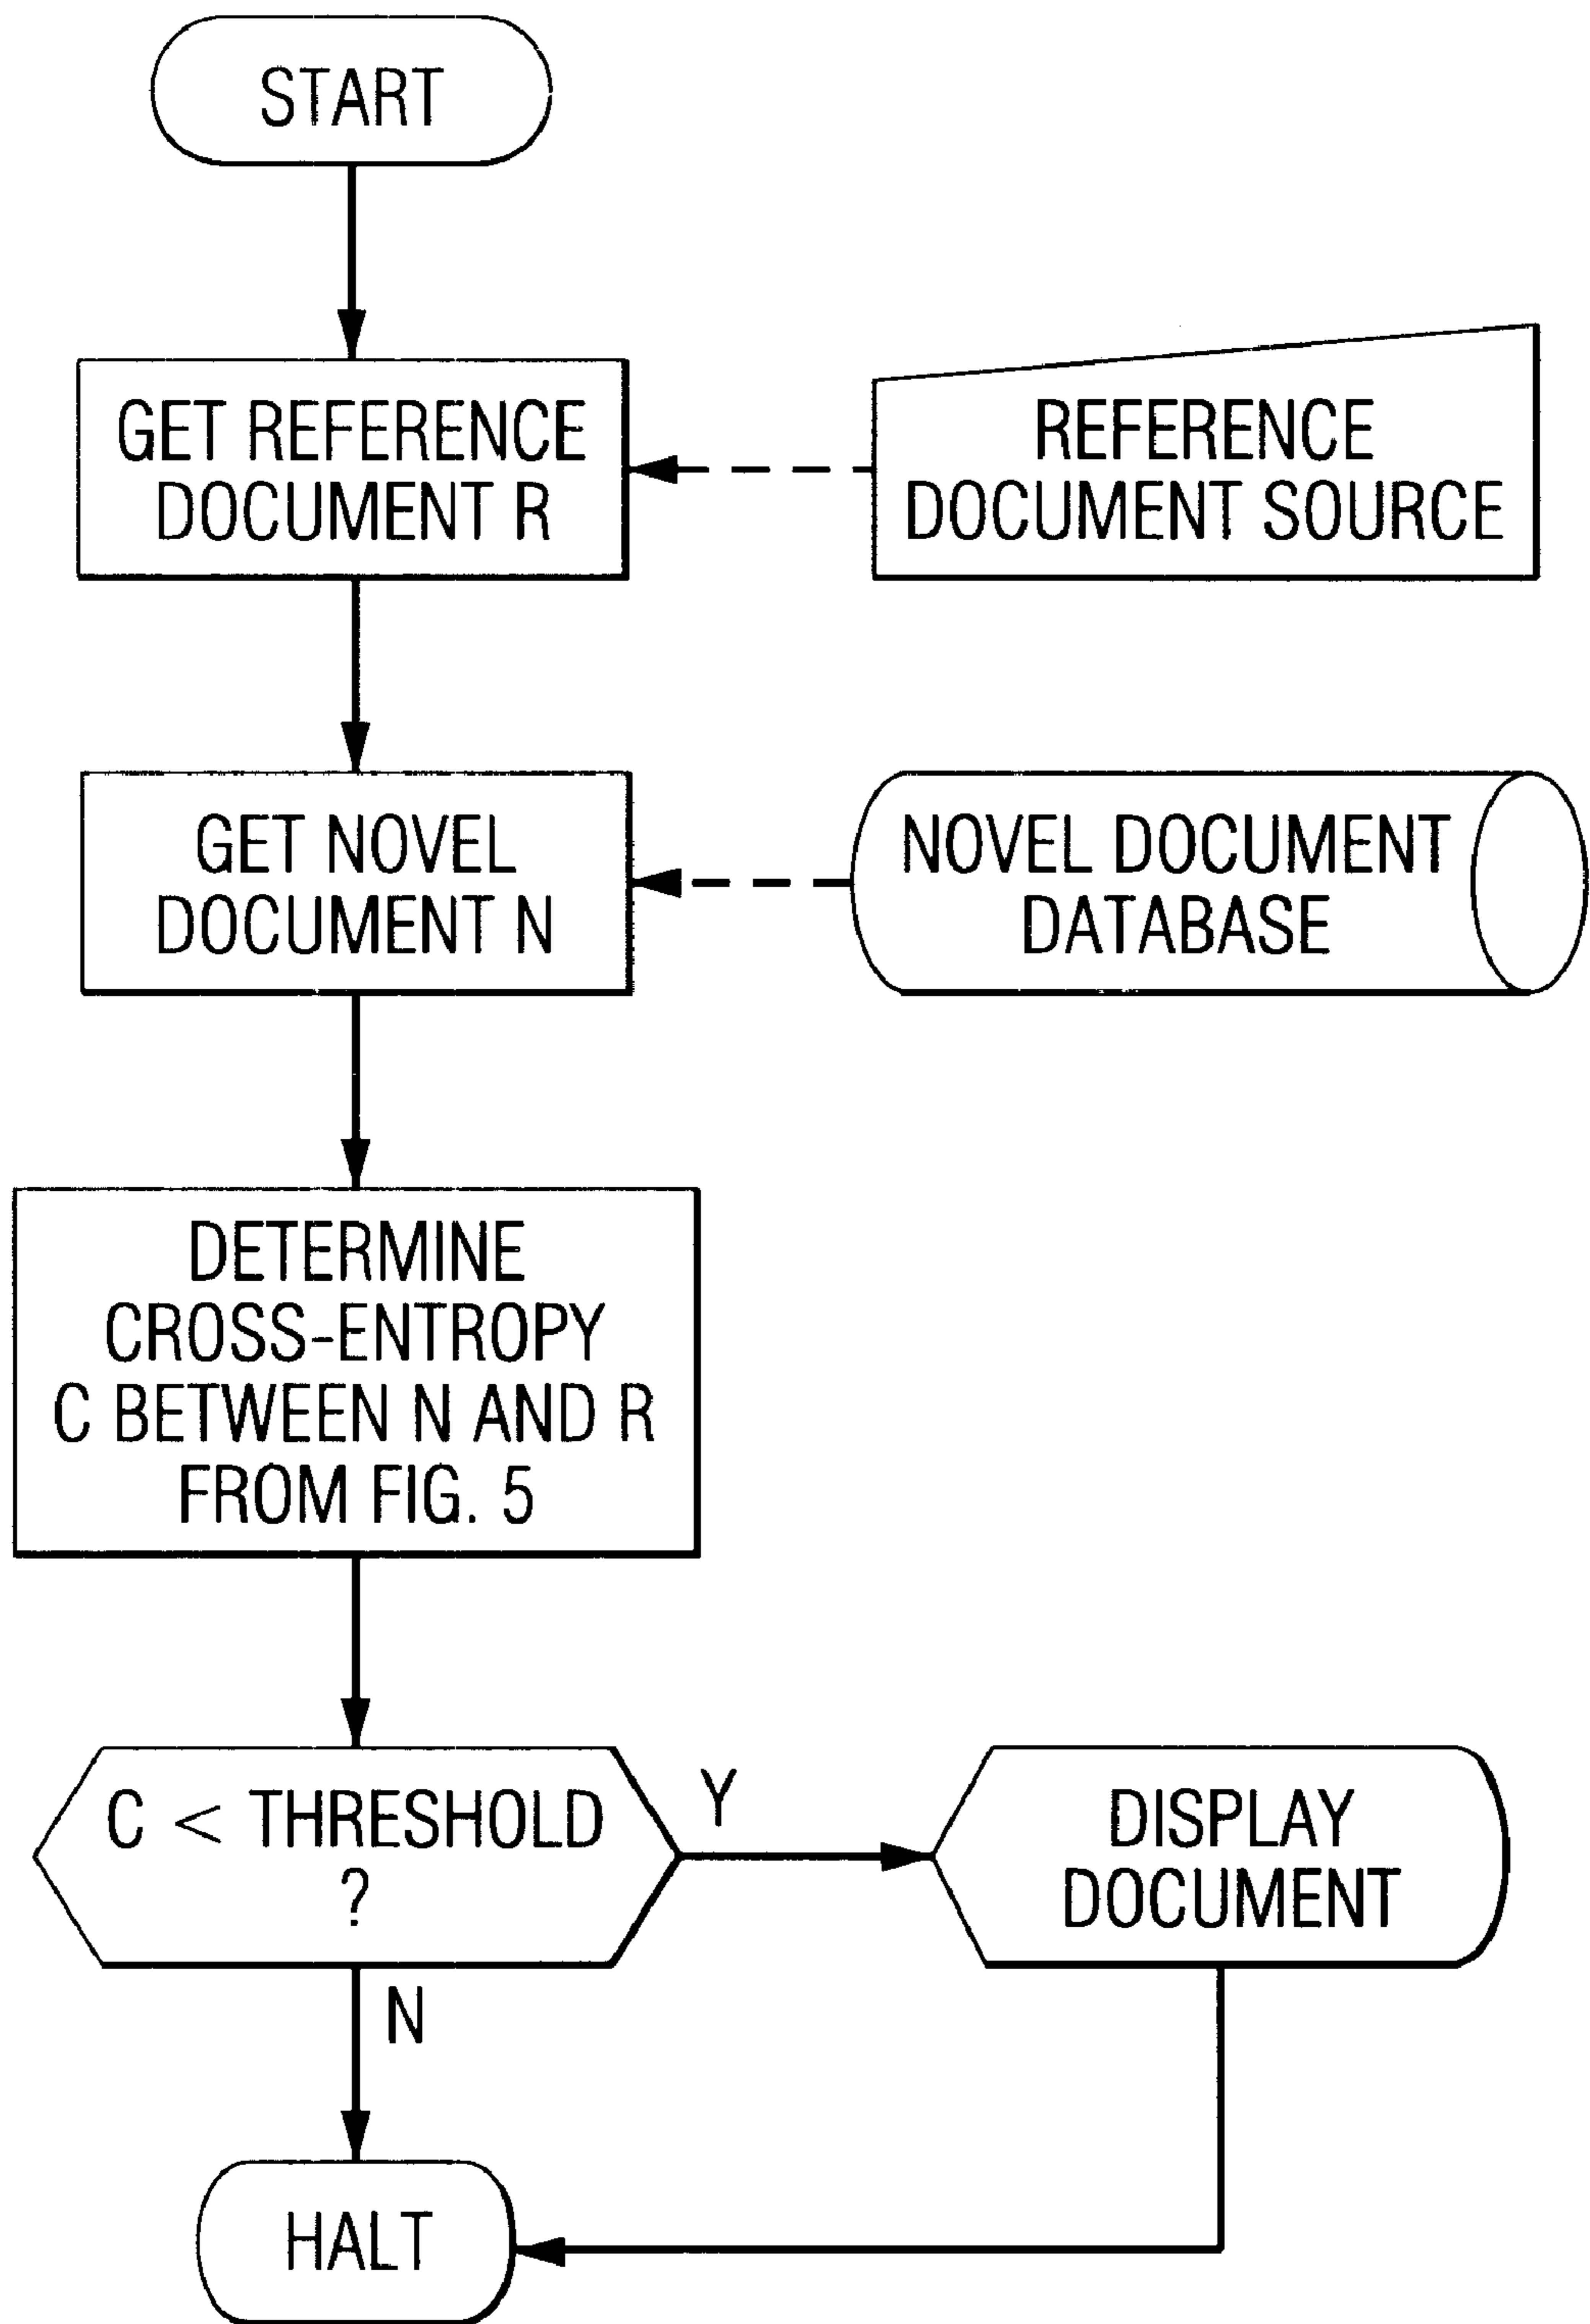 START
GET REFERENCE
DOCUMENT R
REFERENCE
DOCUMENT SOURCE
GET NOVEL
DOCUMENT N
NOVEL DOCUMENT
DATABASE
DETERMINE
CROSS-ENTROPY
C BETWEEN N AND R
FROM FIG. 5
C < THRESHOLD
?
Y
DISPLAY
DOCUMENT
N
HALT